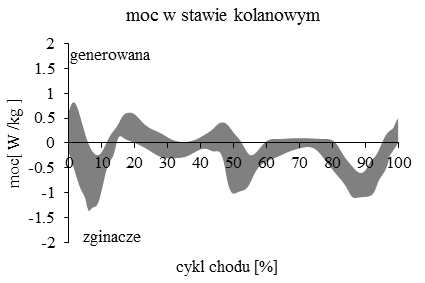 moc w stawie kolanowym
2
generowana
1.5
1
0.5
0
0 10 20 30 40 50 60 70 80 90 100
-0.5
-1
-1.5
zginacze
-2
moc[ W /kg ]
cykl chodu [%]